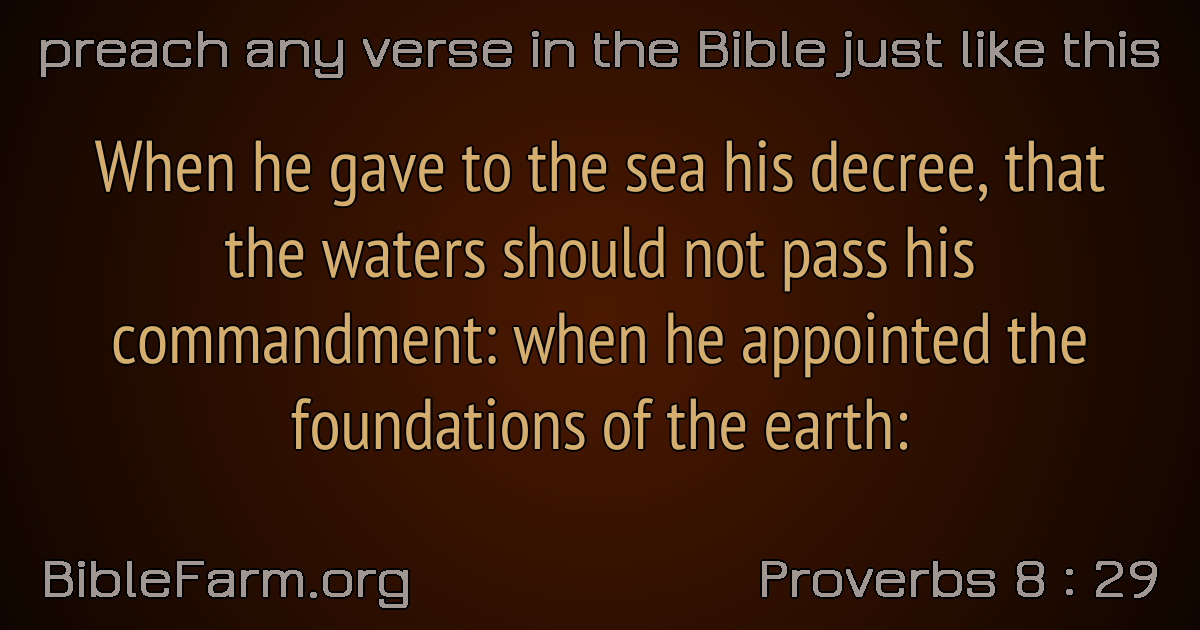 preach any verse in the Bible just like this
When he gave to the sea his decree, that
the waters should not pass his
commandment: when he appointed the
foundations of the earth:
BibleFarm.org
Proverbs 8 : 29